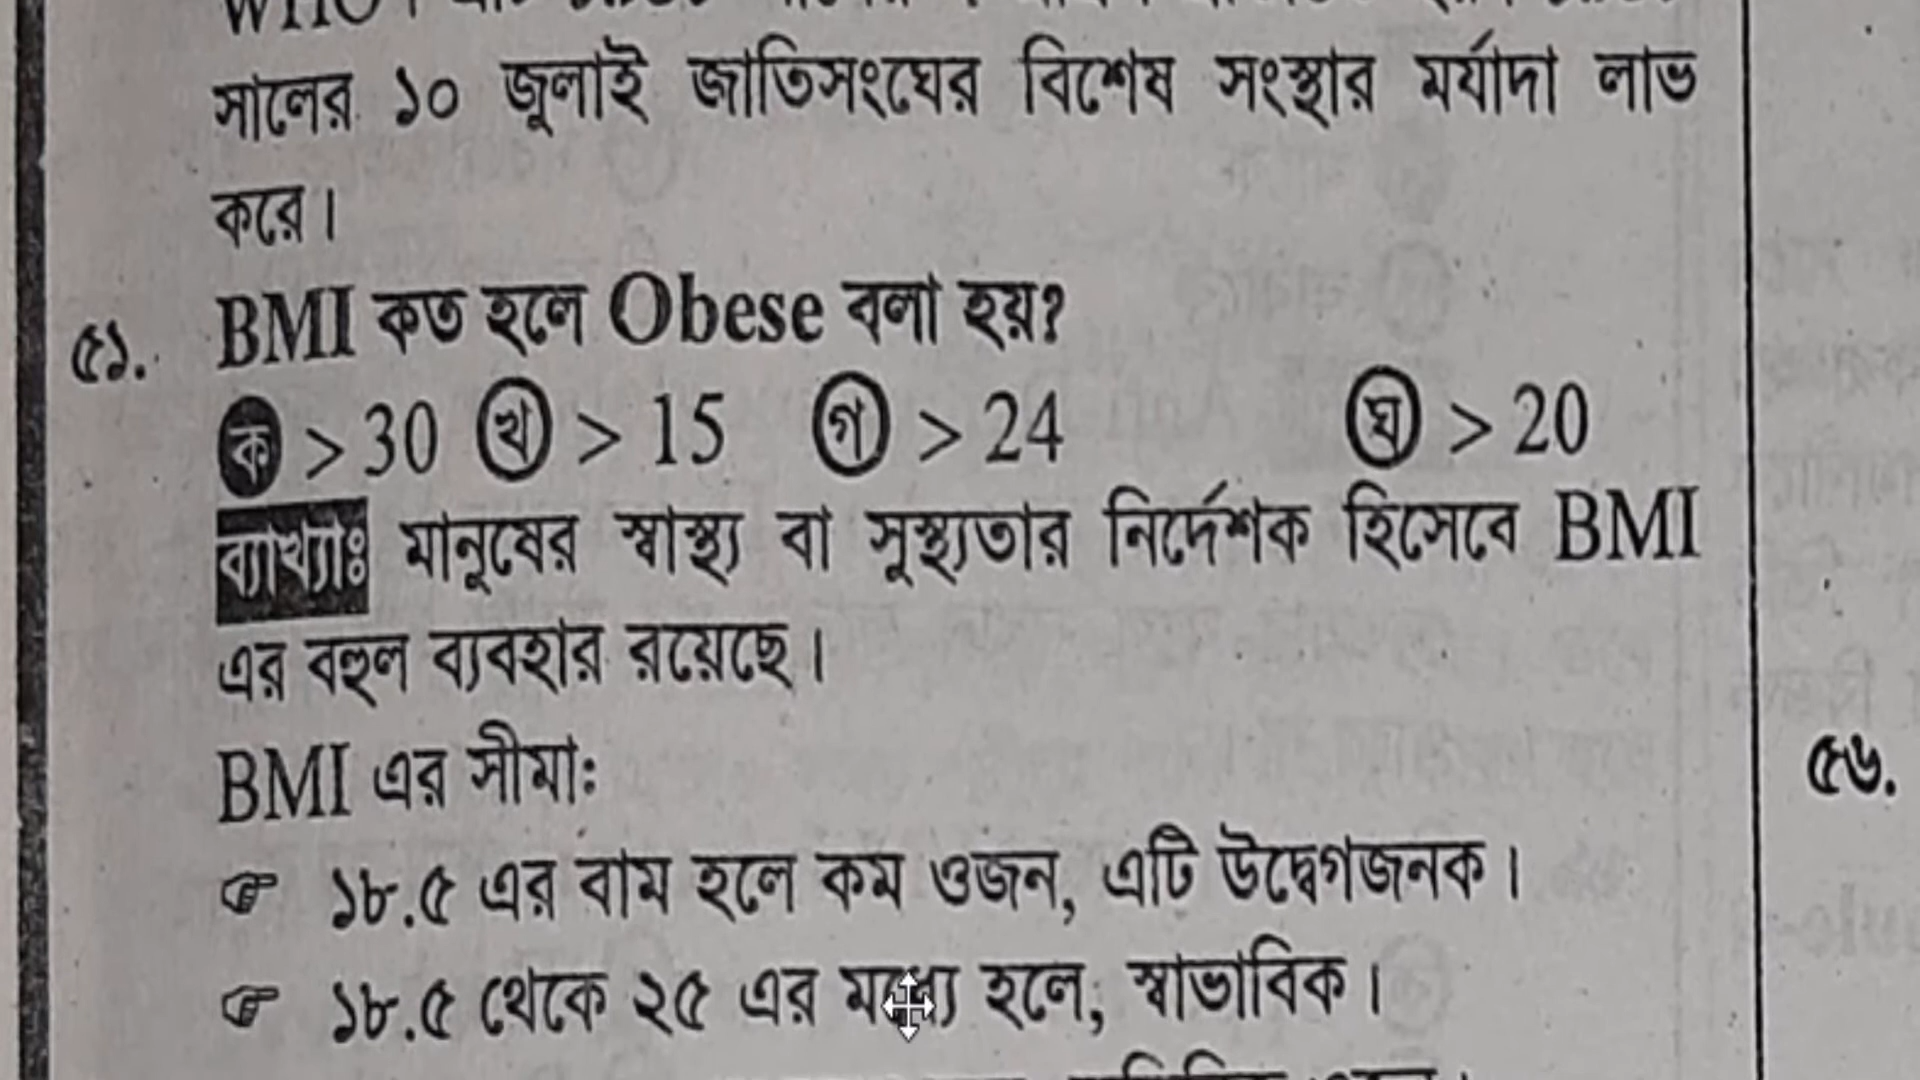 WHO
সালের ১০ জুলাই জাতিসংঘের বিশেষ সংস্থার মর্যাদা লাভ
করে।
৫১. BMI কত হলে Obese বলা হয়?
ক > 30 খ > 15 গ > 24 ঘ > 20
ব্যাখ্যাঃ মানুষের স্বাস্থ্য বা সুস্থ্যতার নির্দেশক হিসেবে BMI
এর বহুল ব্যবহার রয়েছে।
BMI এর সীমাঃ
☞ ১৮.৫ এর বাম হলে কম ওজন, এটি উদ্বেগজনক।
☞ ১৮.৫ থেকে ২৫ এর মধ্যে হলে, স্বাভাবিক।
৫৬.